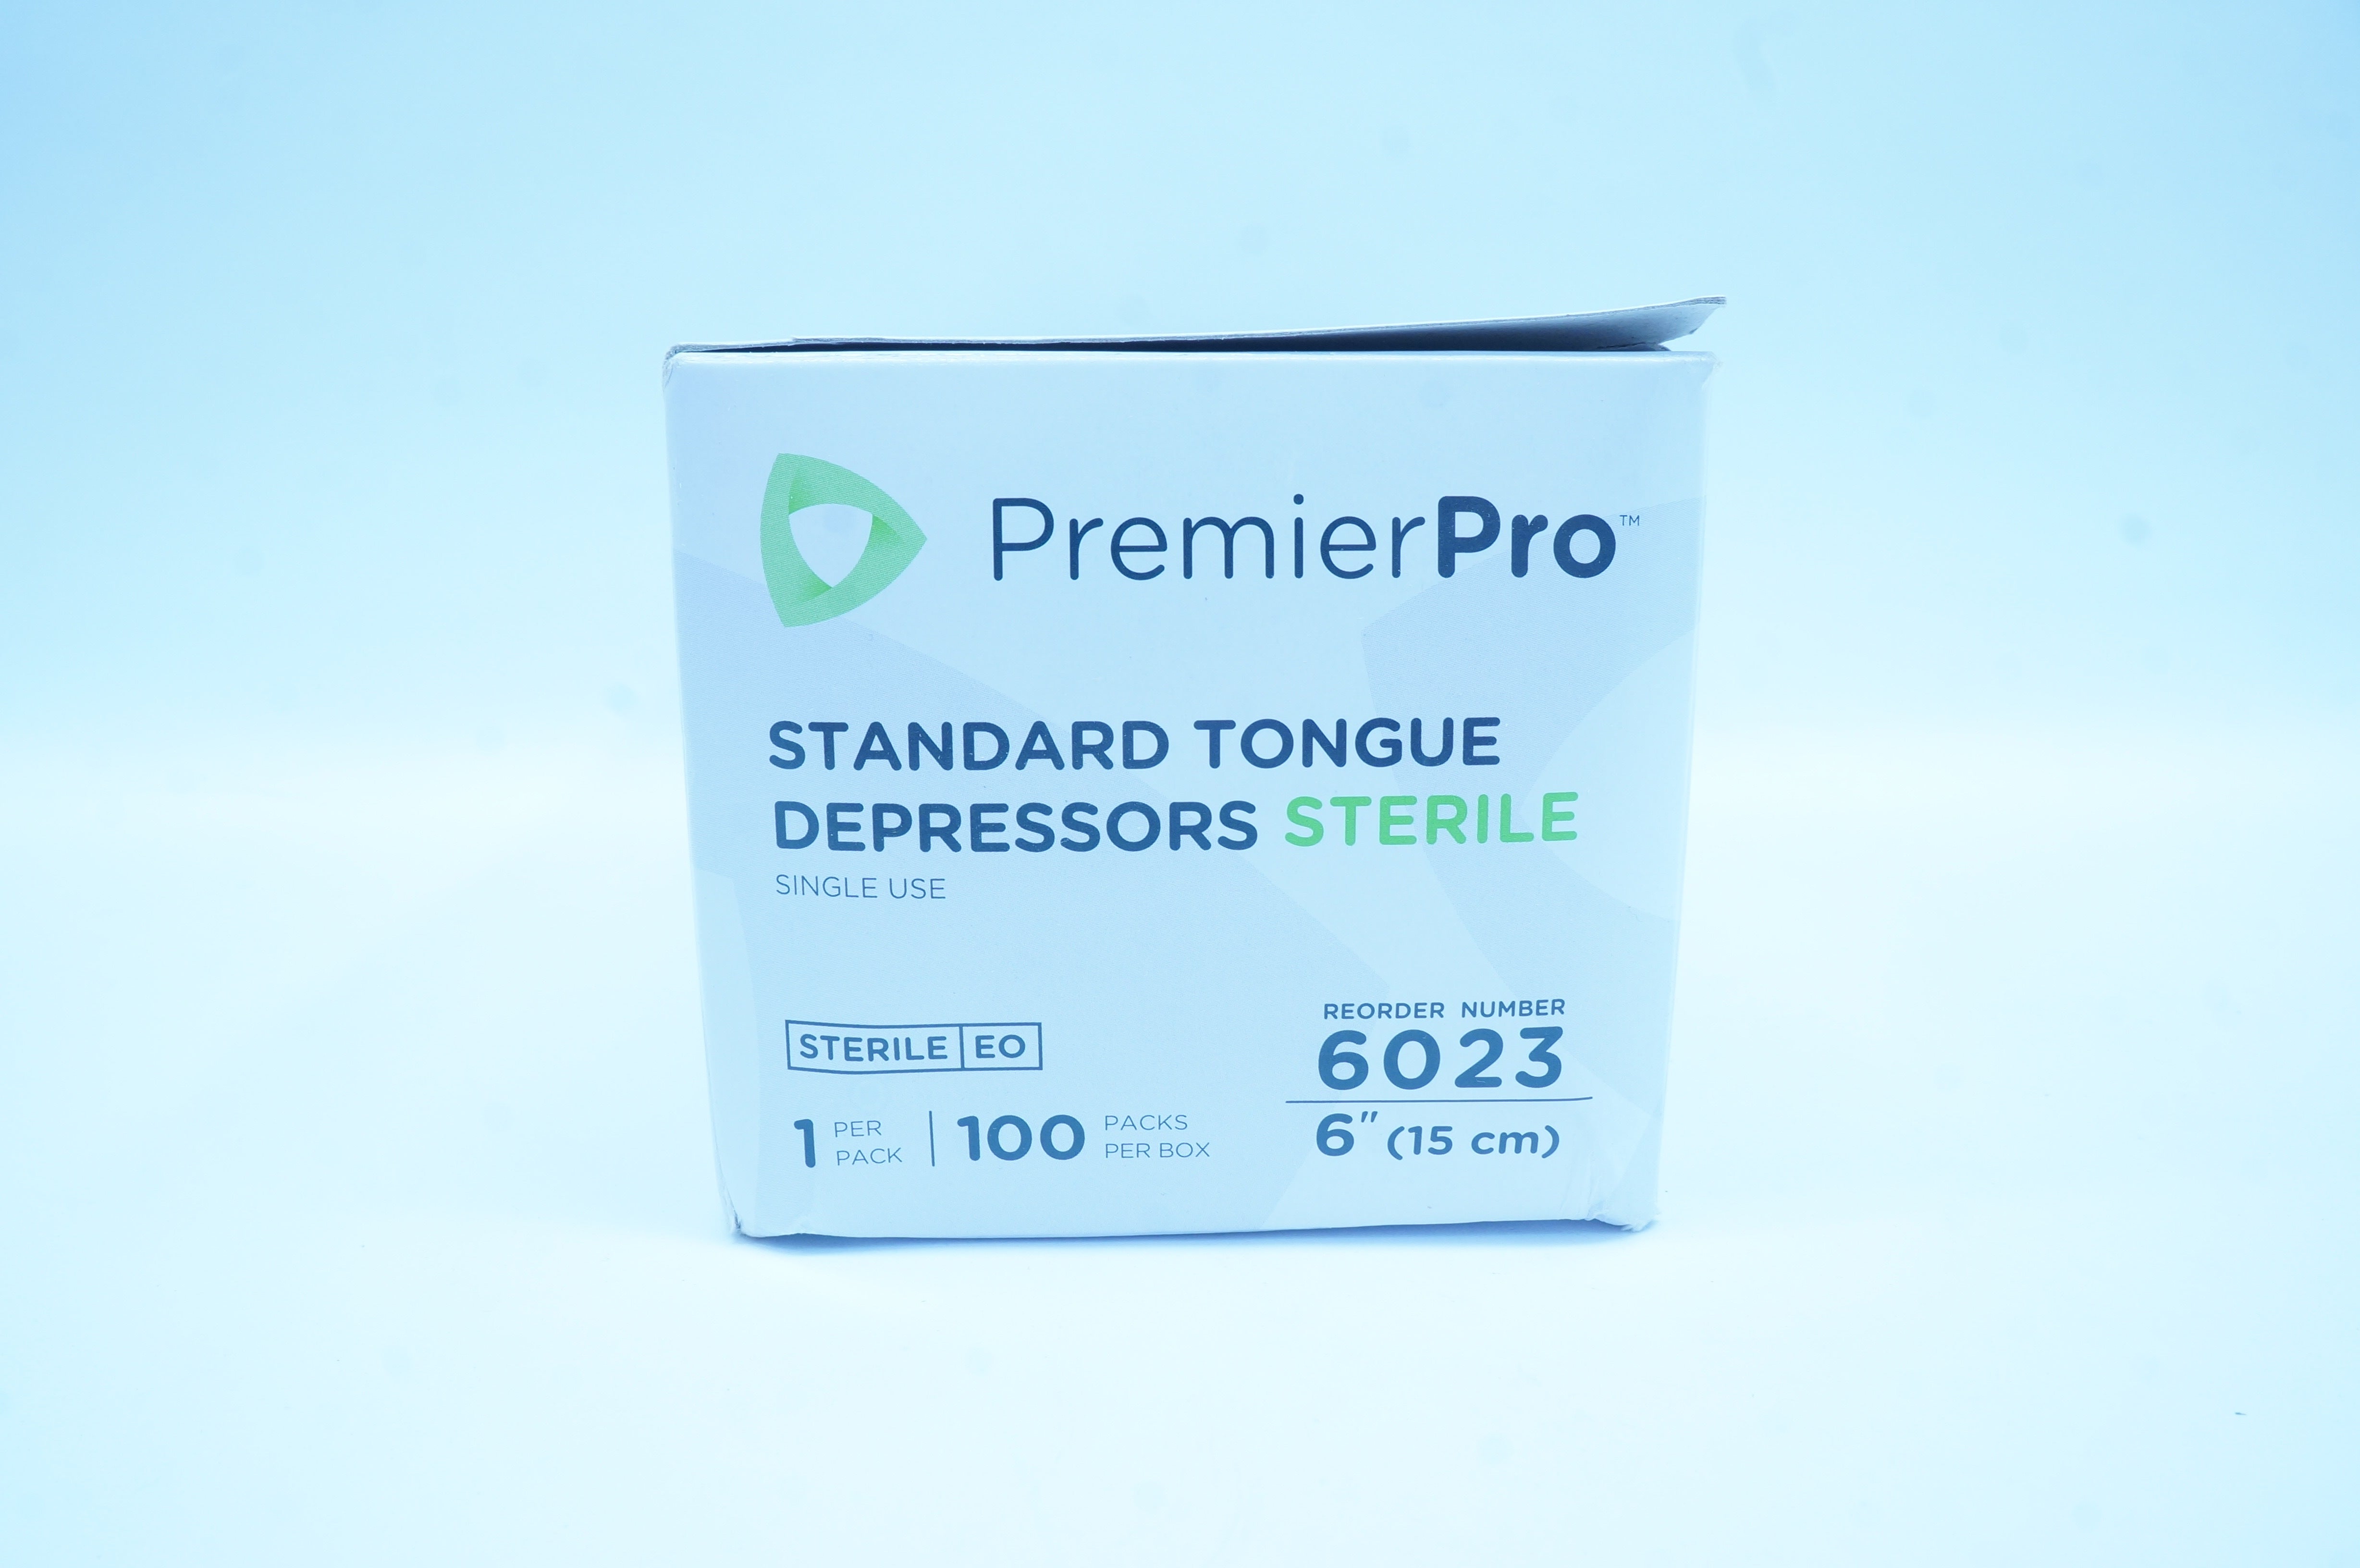 PremierPro™
STANDARD TONGUE
DEPRESSORS STERILE
SINGLE USE
STERILE EO
1 PER PACK | 100 PACKS PER BOX
REORDER NUMBER
6023
6" (15 cm)